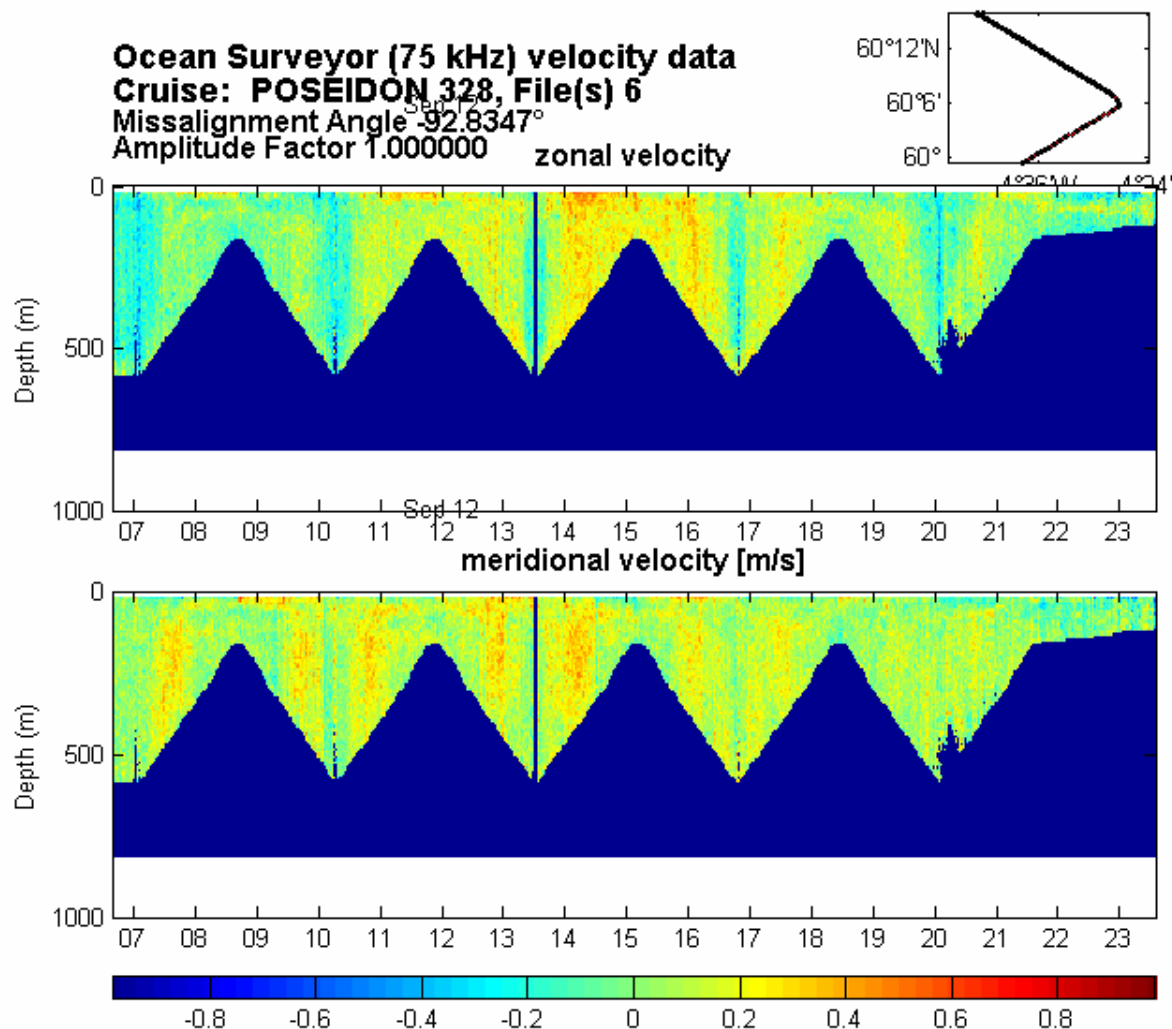 Ocean Surveyor (75 kHz) velocity data
Cruise: POSEIDON 328, File(s) 6
Sep 12
Missalignment Angle -92.8347°
Amplitude Factor 1.000000
60°12'N
60°6'
60°
zonal velocity
0
500
1000
Depth (m)
07 08 09 10 11 12 13 14 15 16 17 18 19 20 21 22 23
Sep 12
meridional velocity [m/s]
0
500
1000
Depth (m)
07 08 09 10 11 12 13 14 15 16 17 18 19 20 21 22 23
-0.8 -0.6 -0.4 -0.2 0 0.2 0.4 0.6 0.8